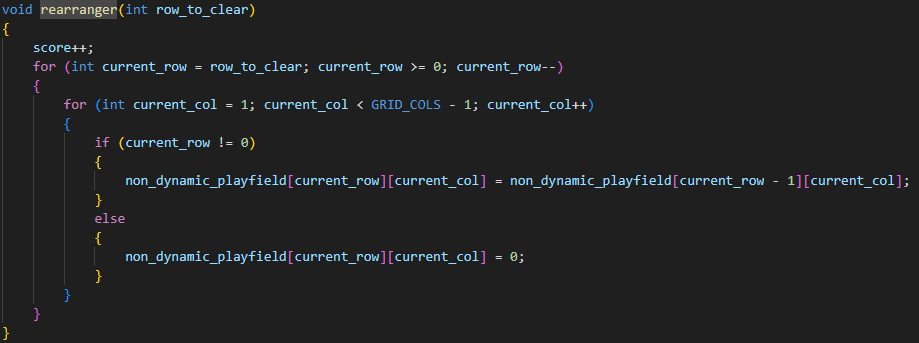 void rearranger(int row_to_clear)
{
    score++;
    for (int current_row = row_to_clear; current_row >= 0; current_row--)
    {
        for (int current_col = 1; current_col < GRID_COLS - 1; current_col++)
        {
            if (current_row != 0)
            {
                non_dynamic_playfield[current_row][current_col] = non_dynamic_playfield[current_row - 1][current_col];
            }
            else
            {
                non_dynamic_playfield[current_row][current_col] = 0;
            }
        }
    }
}